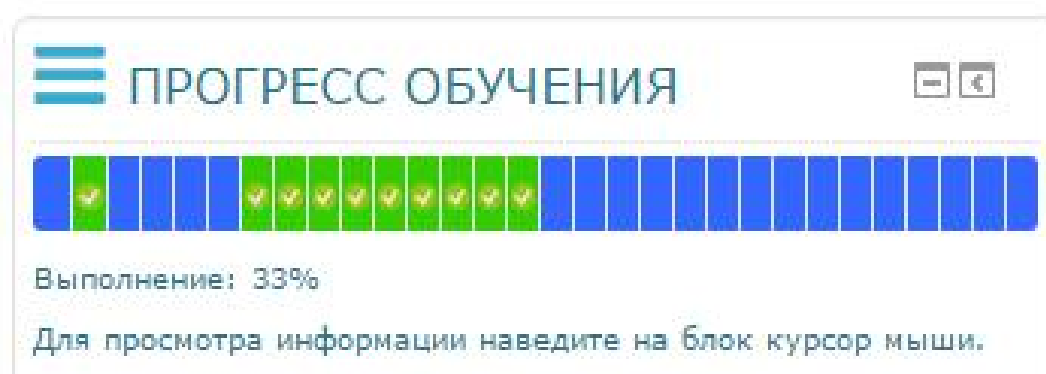 ПРОГРЕСС ОБУЧЕНИЯ
Выполнение: 33%
Для просмотра информации наведите на блок курсор мыши.